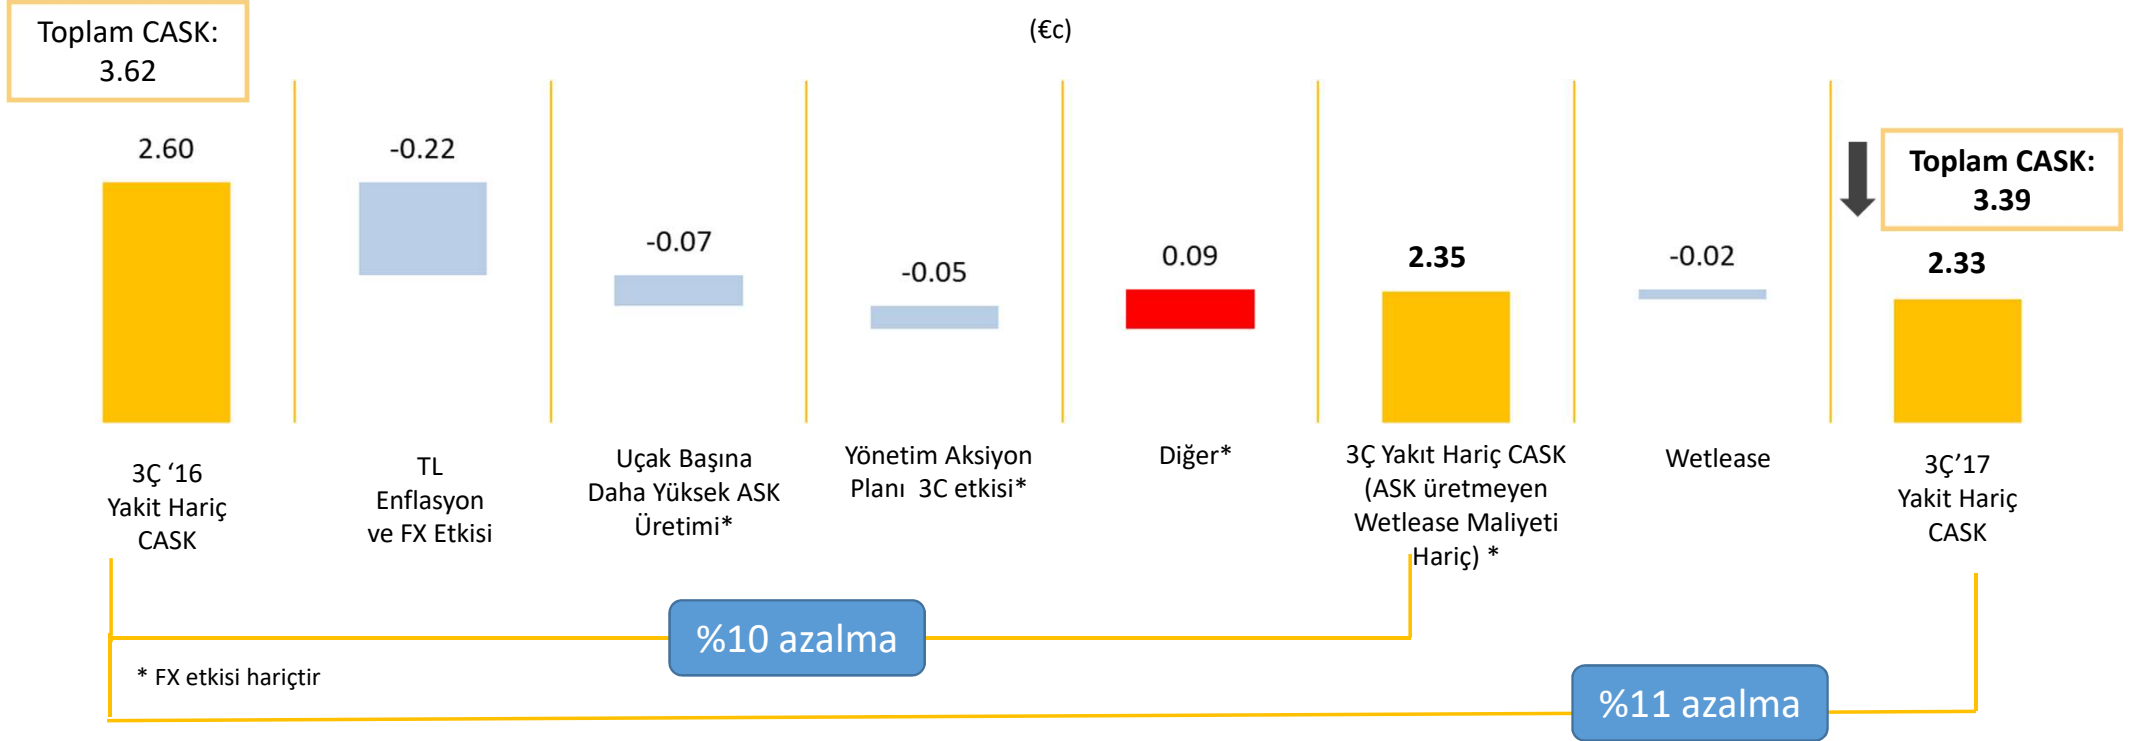 Toplam CASK:
3.62
(€c)
2.60
-0.22
-0.07
-0.05
0.09
2.35
-0.02
Toplam CASK:
3.39
2.33
3Ç ‘16
Yakit Hariç
CASK
TL
Enflasyon
ve FX Etkisi
Uçak Başına
Daha Yüksek ASK
Üretimi*
Yönetim Aksiyon
Planı 3C etkisi*
Diğer*
3Ç Yakıt Hariç CASK
(ASK üretmeyen
Wetlease Maliyeti
Hariç) *
Wetlease
3Ç’17
Yakit Hariç
CASK
%10 azalma
* FX etkisi hariçtir
%11 azalma